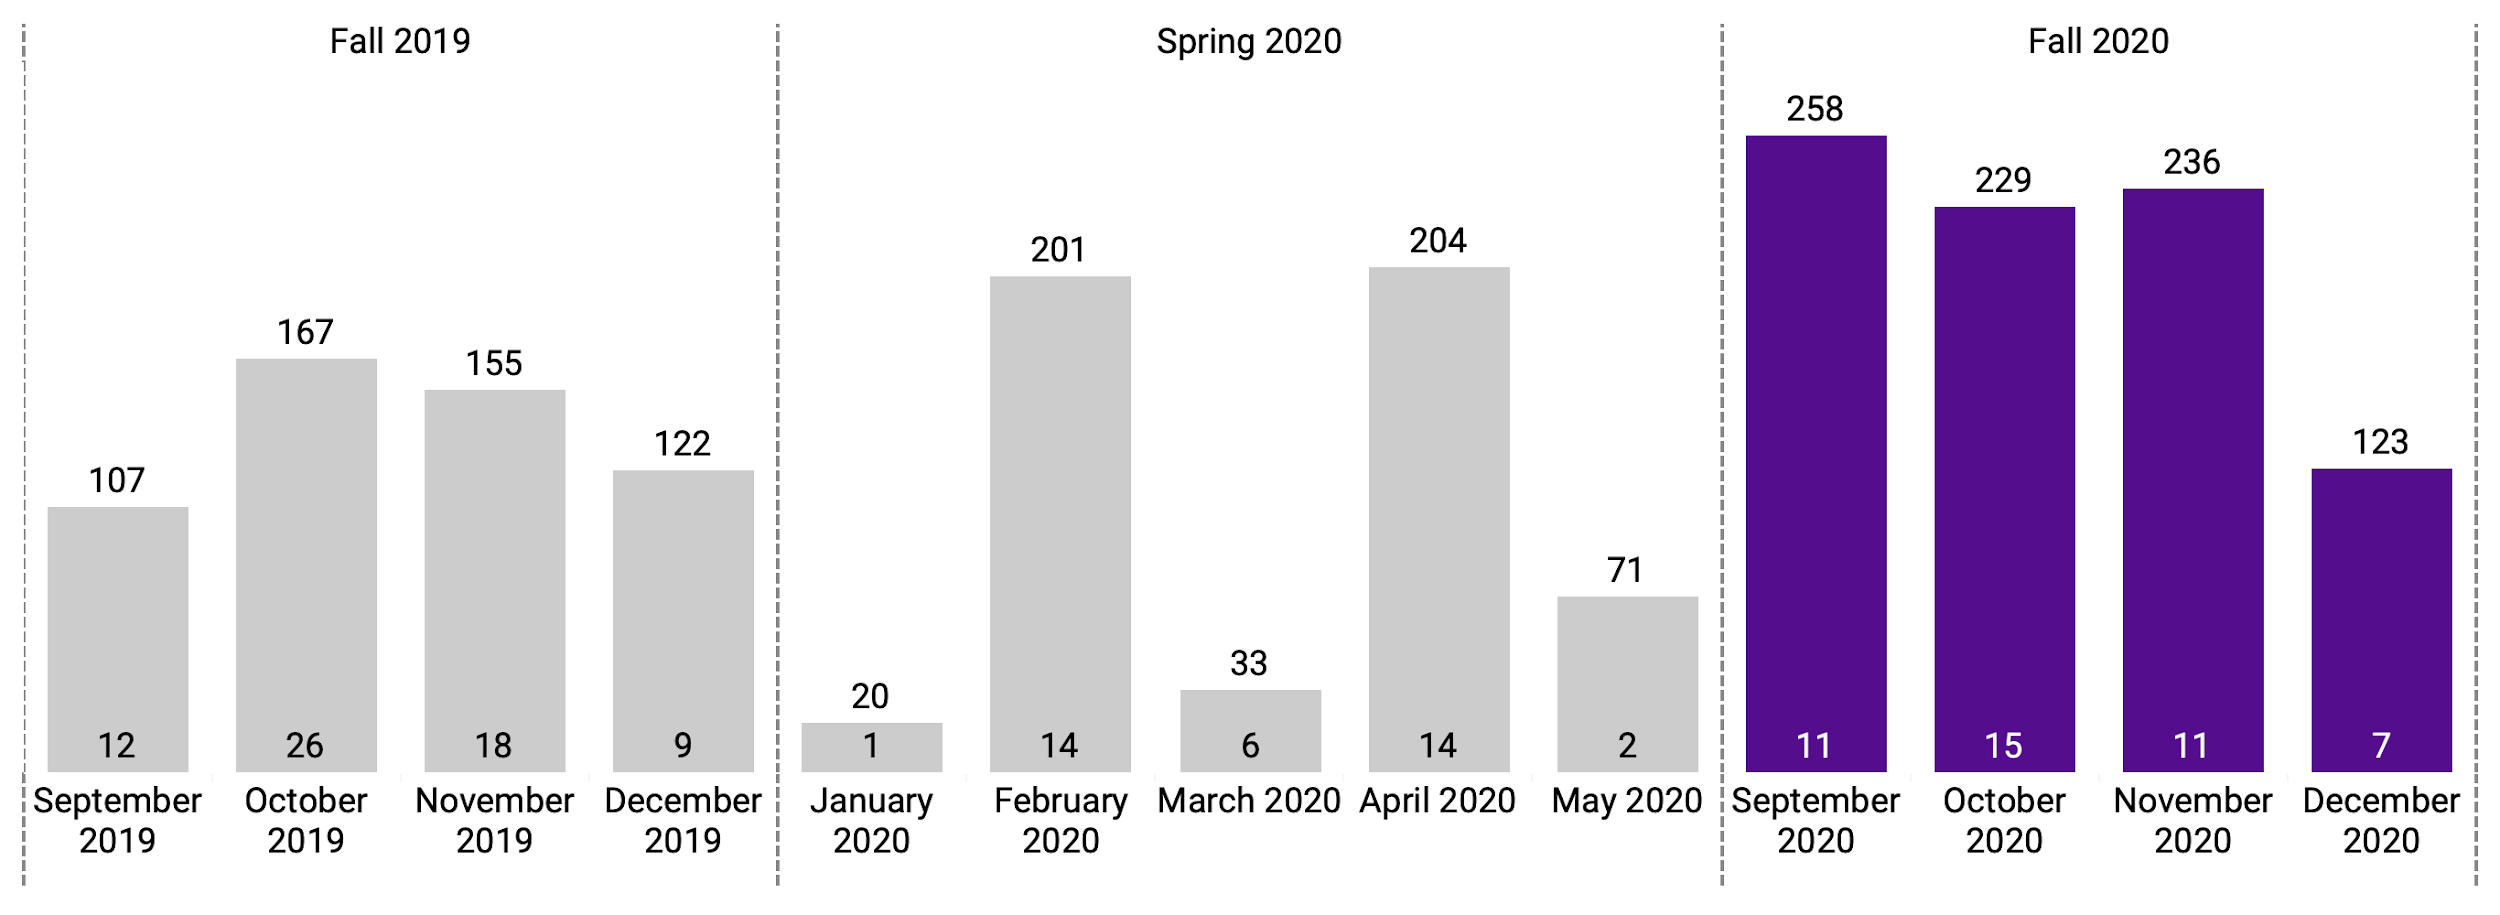 Fall 2019
Spring 2020
Fall 2020
107
167
155
122
20
201
33
204
71
258
229
236
123
12
26
18
9
1
14
6
14
2
11
15
11
7
September
2019
October
2019
November
2019
December
2019
January
2020
February
2020
March 2020
April 2020
May 2020
September
2020
October
2020
November
2020
December
2020